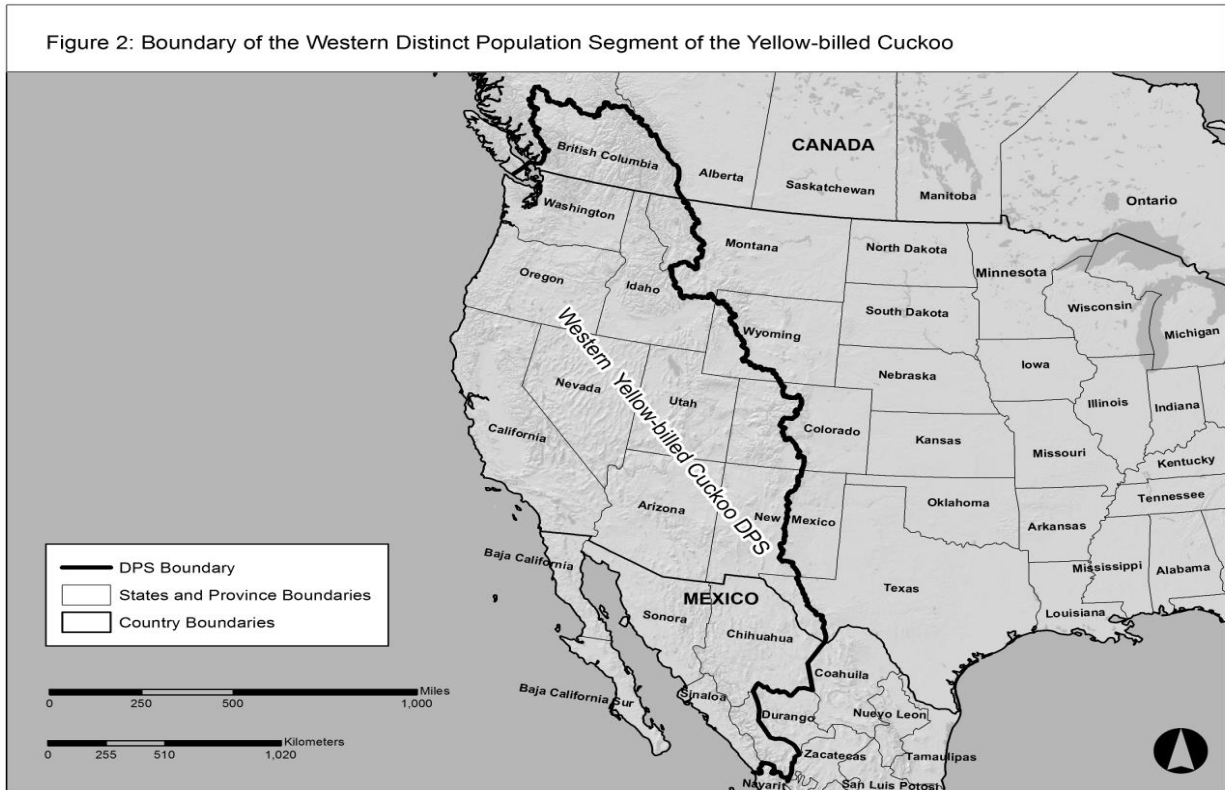 Figure 2: Boundary of the Western Distinct Population Segment of the Yellow-billed Cuckoo
British Columbia
Alberta
CANADA
Saskatchewan
Manitoba
Ontario
Washington
Montana
North Dakota
Minnesota
Oregon
Idaho
South Dakota
Wisconsin
Michigan
Wyoming
Nebraska
Iowa
Nevada
Utah
Colorado
Kansas
Illinois
Indiana
California
Missouri
Kentucky
Western Yellow-billed Cuckoo DPS
Arizona
New Mexico
Oklahoma
Tennessee
Arkansas
Baja California
Texas
Mississippi
Alabama
MEXICO
Louisiana
Sonora
Chihuahua
Coahuila
Baja California Sur
Sinaloa
Durango
Nuevo Leon
Zacatecas
Tamaulipas
Nayarit
San Luis Potosi
DPS Boundary
States and Province Boundaries
Country Boundaries
Miles
0 250 500 1,000
Kilometers
0 255 510 1,020